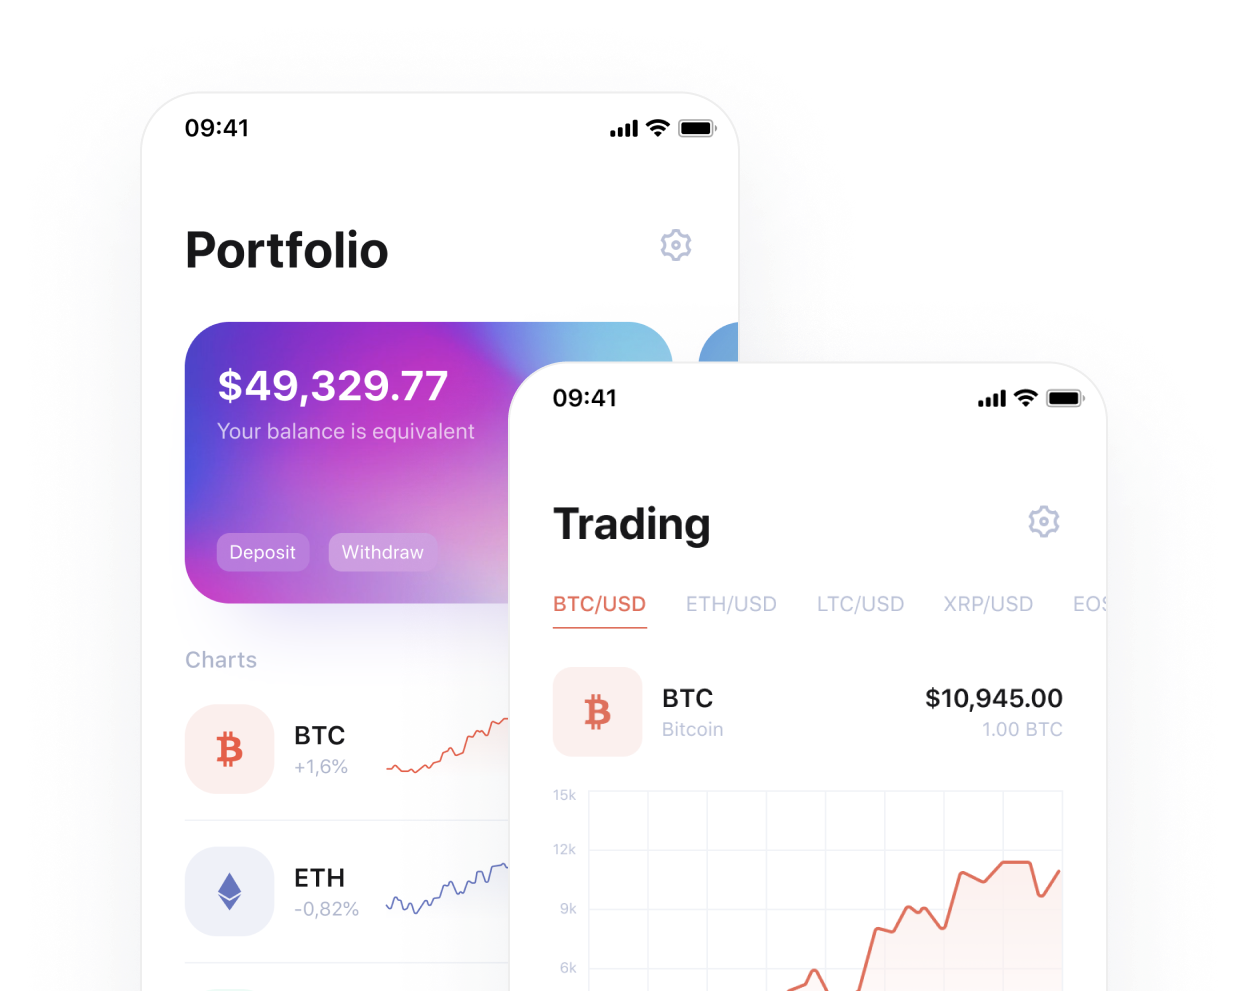 09:41
Portfolio
$49,329.77
Your balance is equivalent
Deposit
Withdraw
Charts
BTC
+1,6%
ETH
-0,82%
09:41
Trading
BTC/USD
ETH/USD
LTC/USD
XRP/USD
EOS
BTC
Bitcoin
$10,945.00
1.00 BTC
15k
12k
9k
6k